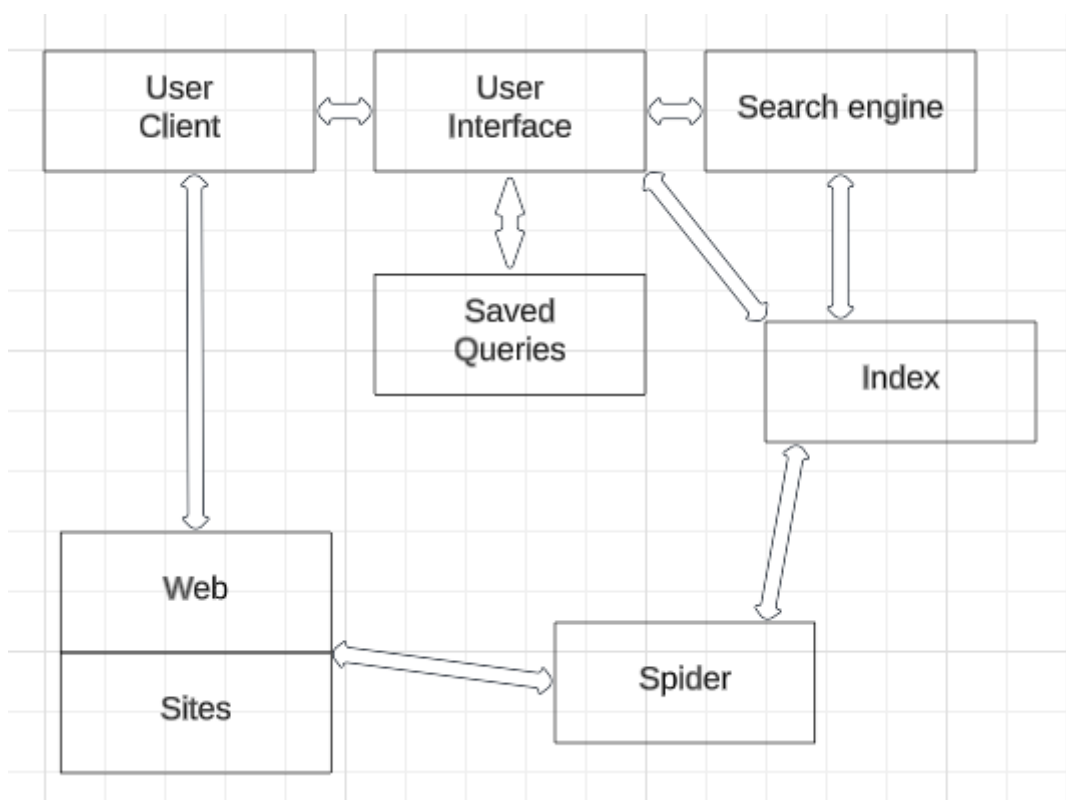 User
Client
User
Interface
Search engine
Saved
Queries
Index
Web
Sites
Spider